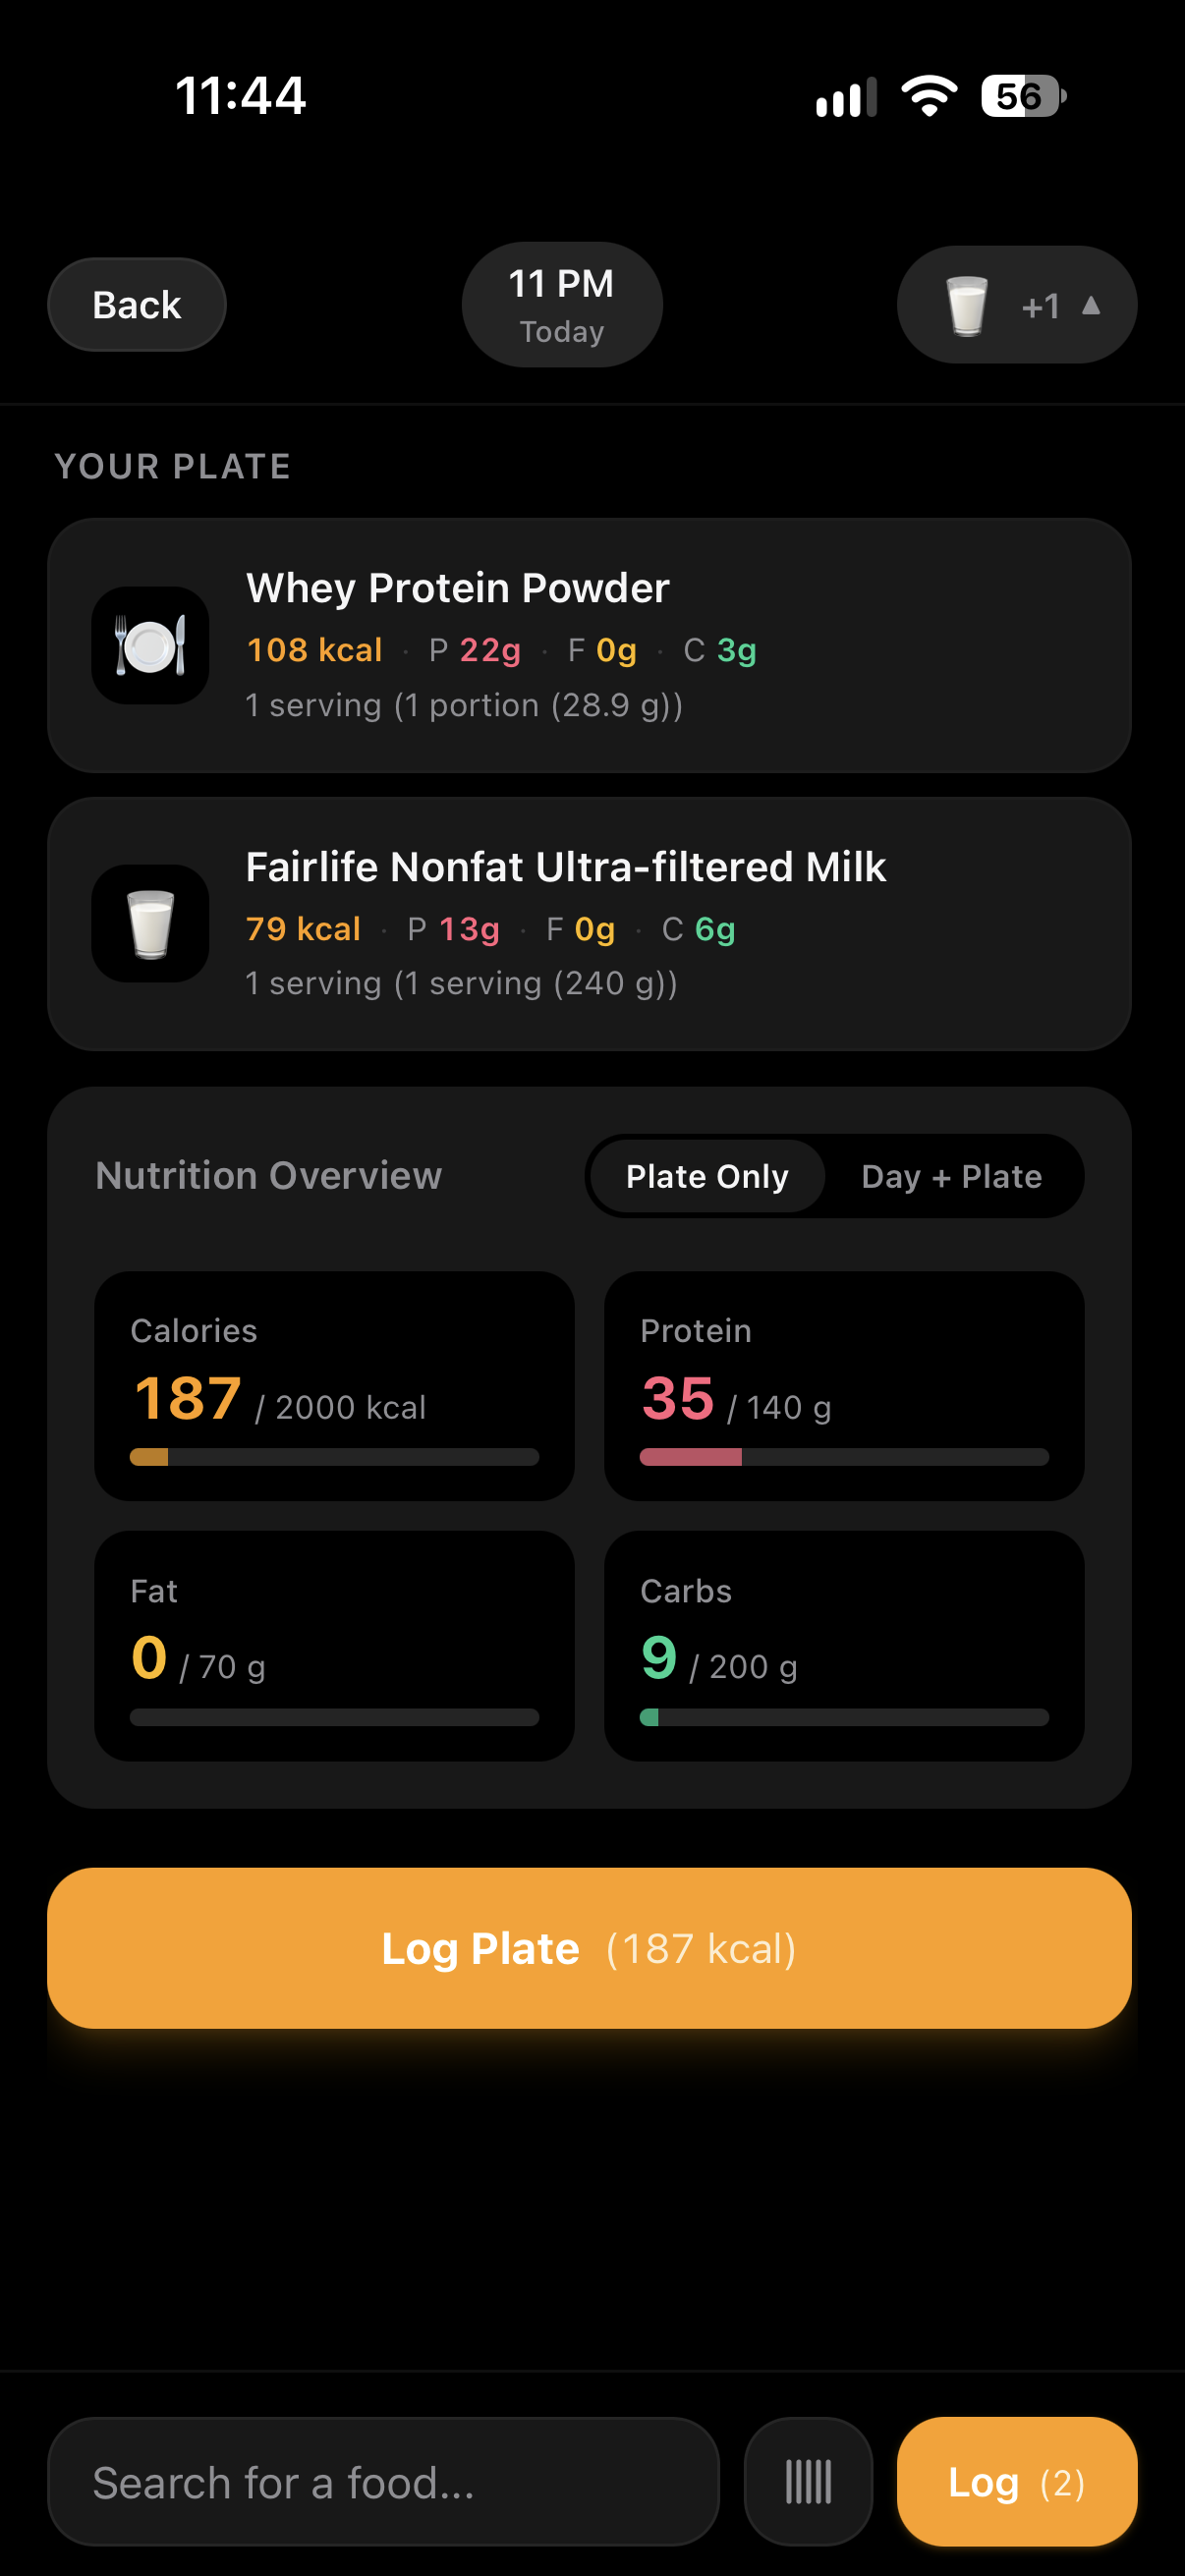 11:44
56
Back
11 PM
Today
+1 ▲
YOUR PLATE
Whey Protein Powder
108 kcal · P 22g · F 0g · C 3g
1 serving (1 portion (28.9 g))
Fairlife Nonfat Ultra-filtered Milk
79 kcal · P 13g · F 0g · C 6g
1 serving (1 serving (240 g))
Nutrition Overview
Plate Only
Day + Plate
Calories
187 / 2000 kcal
Protein
35 / 140 g
Fat
0 / 70 g
Carbs
9 / 200 g
Log Plate (187 kcal)
Search for a food...
Log (2)